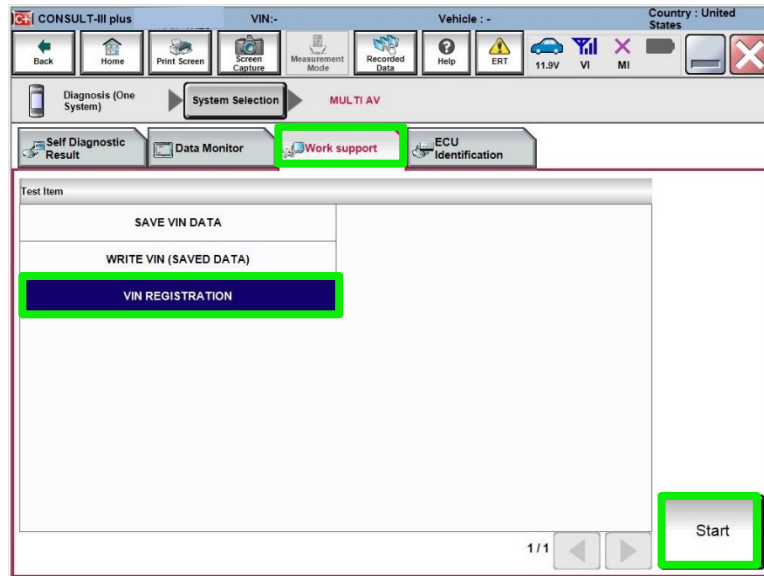 CONSULT-III plus VIN:- Vehicle : - Country : United
States
Back Home Print Screen Screen Capture Measurement Mode Recorded Data Help ERT 11.9V VI MI
Diagnosis (One
System) System Selection MULTI AV
Self Diagnostic
Result Data Monitor Work support ECU
Identification
Test Item
SAVE VIN DATA
WRITE VIN (SAVED DATA)
VIN REGISTRATION
Start
1/1